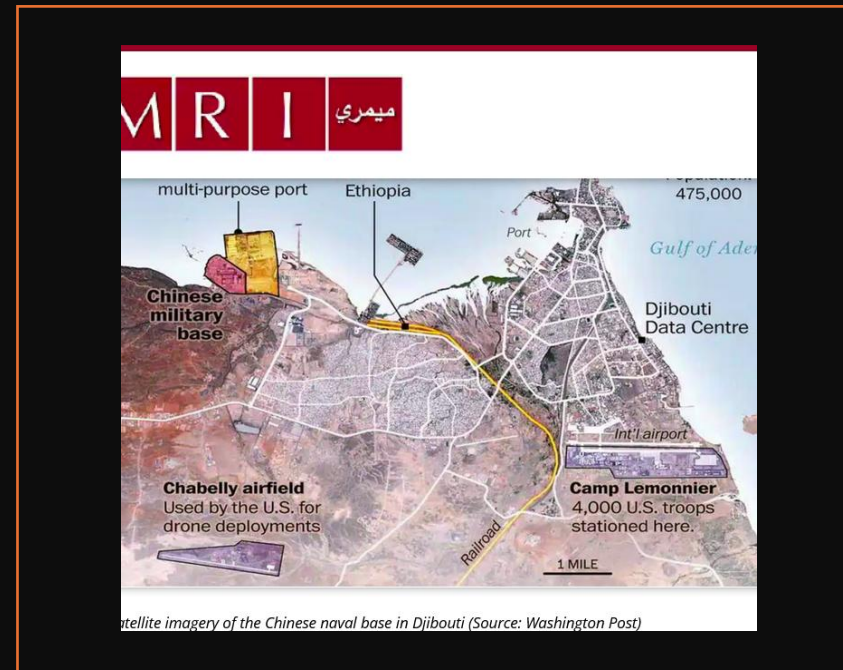 MRI ميمري
multi-purpose port
Ethiopia
475,000
Port
Gulf of Aden
Chinese
military
base
Djibouti
Data Centre
Int'l airport
Chabelly airfield
Used by the U.S. for
drone deployments
Camp Lemonnier
4,000 U.S. troops
stationed here.
Railroad
1 MILE
atellite imagery of the Chinese naval base in Djibouti (Source: Washington Post)